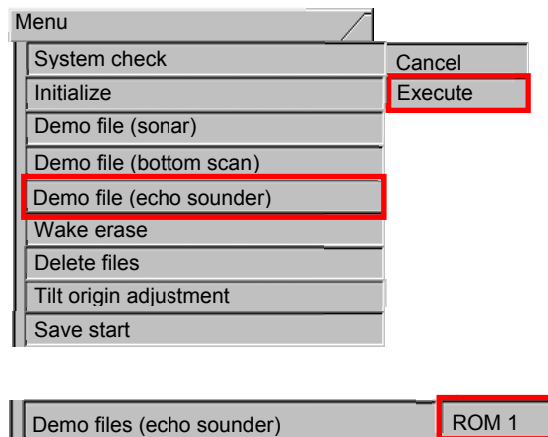 Menu
System check
Cancel
Initialize
Execute
Demo file (sonar)
Demo file (bottom scan)
Demo file (echo sounder)
Wake erase
Delete files
Tilt origin adjustment
Save start
Demo files (echo sounder)
ROM 1